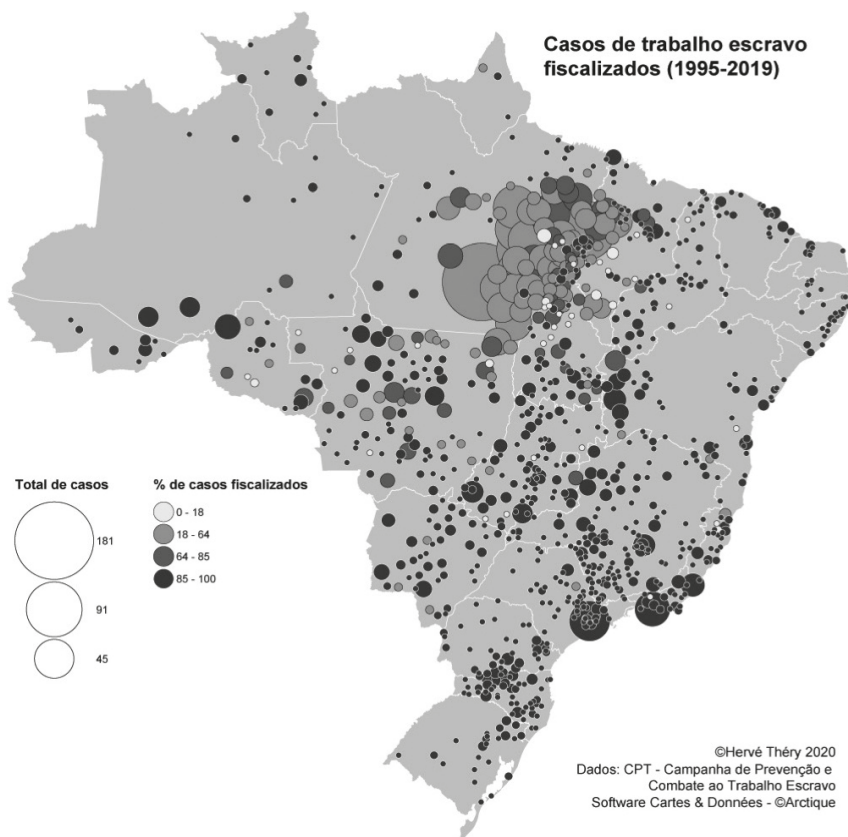 Casos de trabalho escravo
fiscalizados (1995-2019)
Total de casos
181
91
45
% de casos fiscalizados
0 - 18
18 - 64
64 - 85
85 - 100
©Hervé Théry 2020
Dados: CPT - Campanha de Prevenção e
Combate ao Trabalho Escravo
Software Cartes & Données - ©Arctique